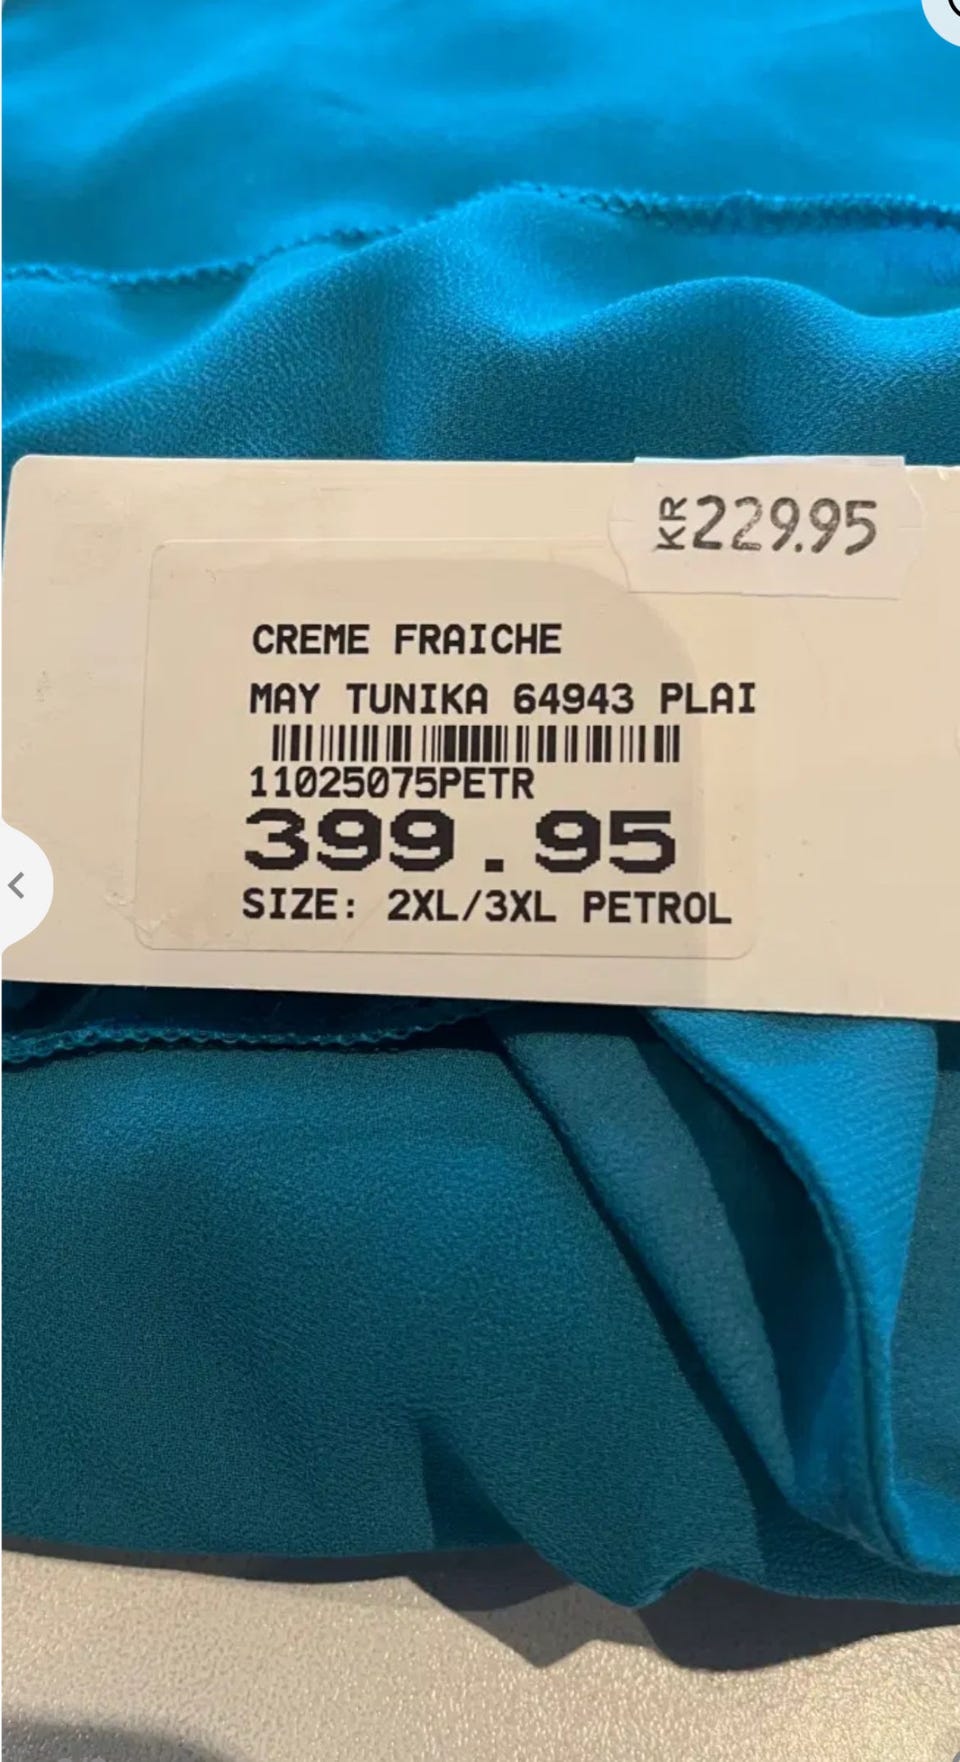 KR229.95
CREME FRAICHE
MAY TUNIKA 64943 PLAI
11025075PETR
399.95
SIZE: 2XL/3XL PETROL